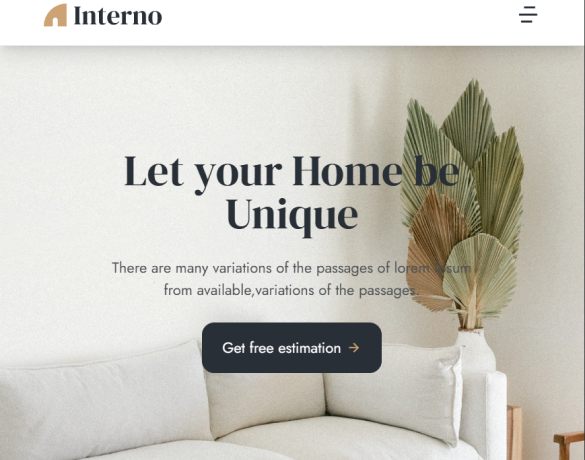 Interno
Let your Home be
Unique
There are many variations of the passages of lorem Ipsum
from available,variations of the passages.
Get free estimation